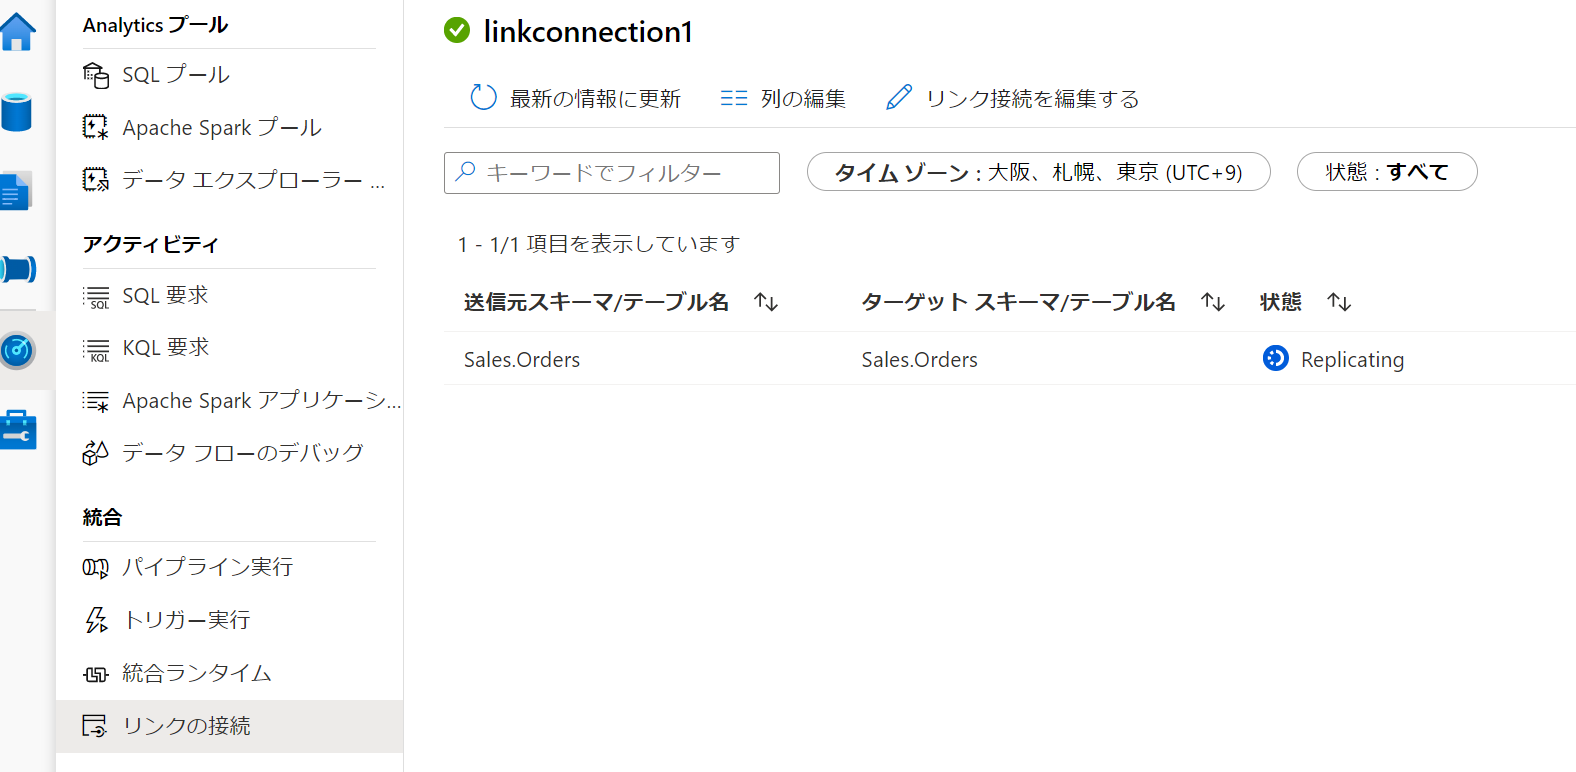 Analytics プール
SQL プール
Apache Spark プール
データ エクスプローラー ...
アクティビティ
SQL 要求
KQL 要求
Apache Spark アプリケーシ...
データ フローのデバッグ
統合
パイプライン実行
トリガー実行
統合ランタイム
リンクの接続
linkconnection1
最新の情報に更新 列の編集 リンク接続を編集する
キーワードでフィルター タイム ゾーン : 大阪、札幌、東京 (UTC+9) 状態 : すべて
1 - 1/1 項目を表示しています
送信元スキーマ/テーブル名 ↑↓ ターゲット スキーマ/テーブル名 ↑↓ 状態 ↑↓
Sales.Orders Sales.Orders Replicating